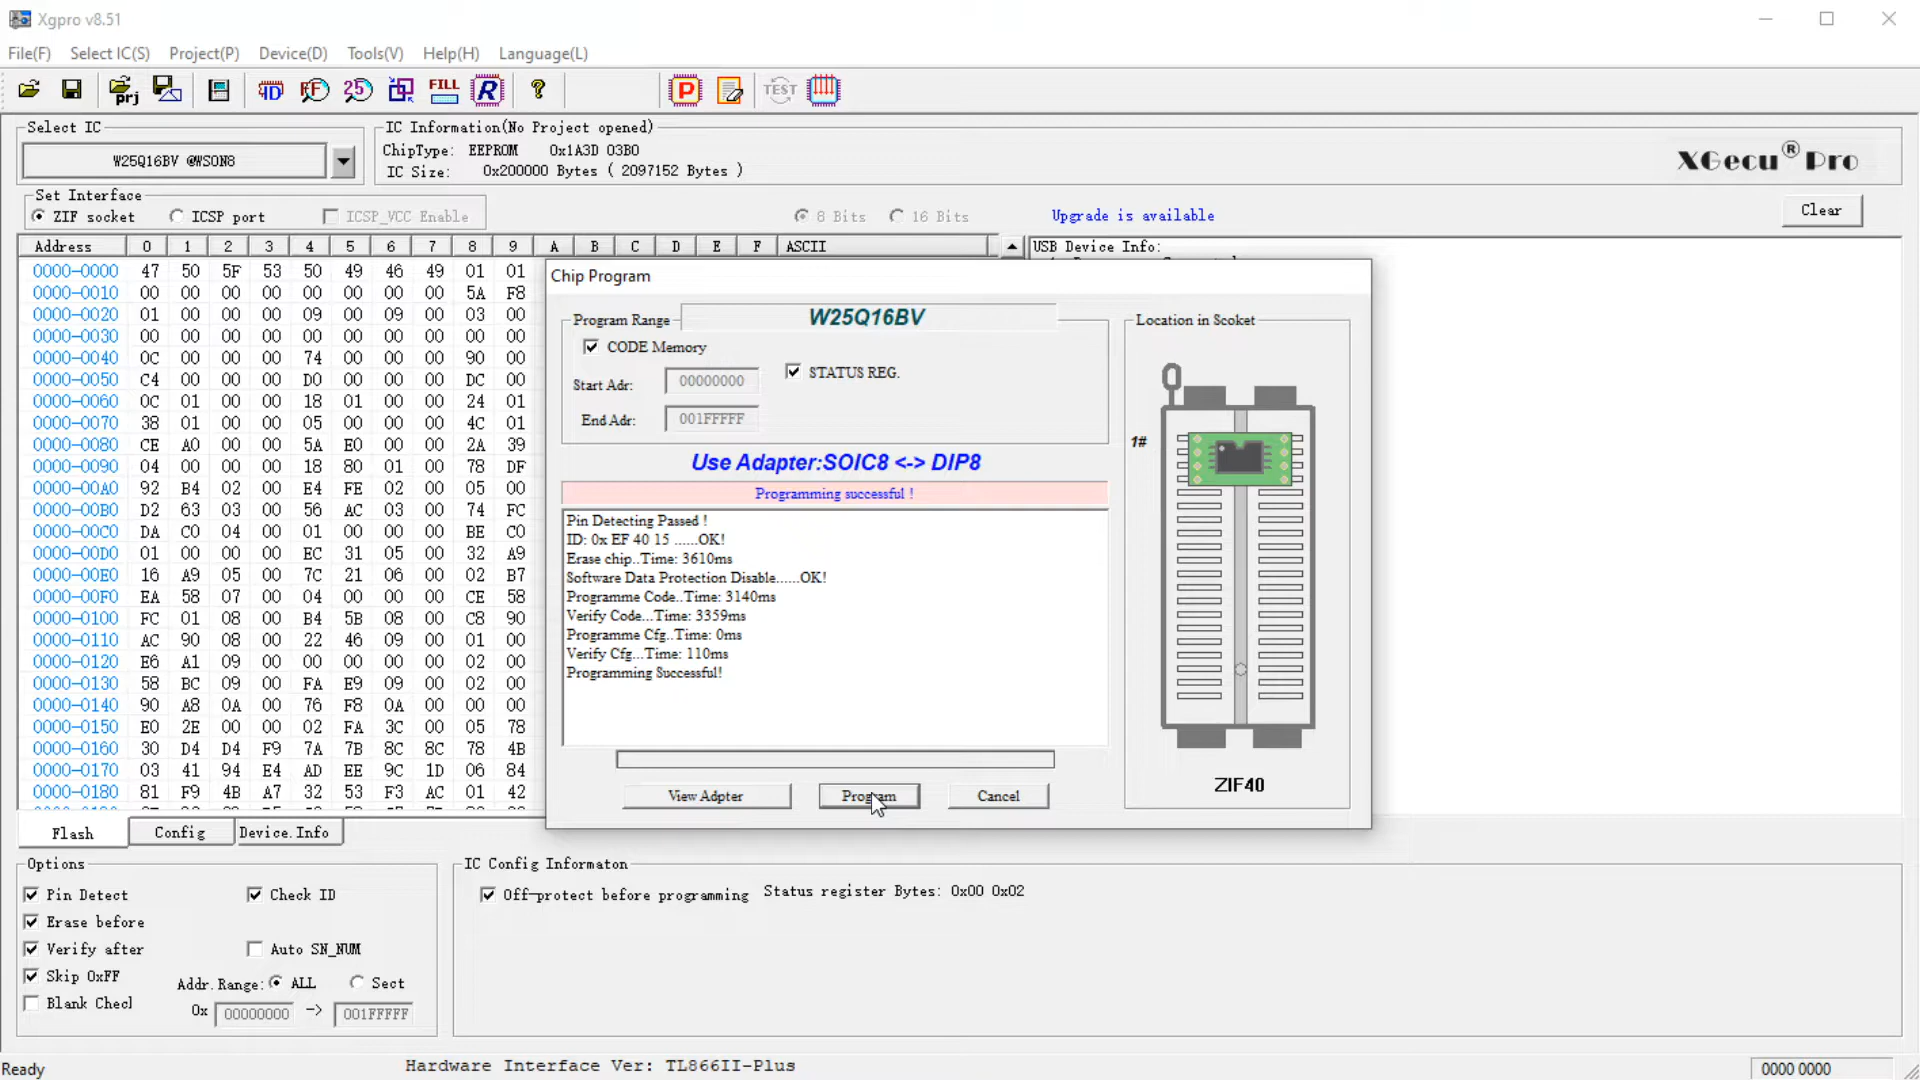 Xgpro v8.51
File(F) Select IC(S) Project(P) Device(D) Tools(V) Help(H) Language(L)
prj FF 25 FILL R ? P TEST
Select IC
W25Q16BV @WSON8
IC Information(No Project opened)
ChipType: EEPROM 0x1A3D 03B0
IC Size: 0x200000 Bytes ( 2097152 Bytes )
XGecu® Pro
Set Interface
ZIF socket ICSP port ICSP_VCC Enable
8 Bits 16 Bits
Upgrade is available
Clear
Address 0 1 2 3 4 5 6 7 8 9 A B C D E F ASCII
0000-0000 47 50 5F 53 50 49 46 49 01 01
0000-0010 00 00 00 00 00 00 00 00 5A F8
0000-0020 01 00 00 00 09 00 09 00 03 00
0000-0030 00 00 00 00 00 00 00 00 00 00
0000-0040 0C 00 00 00 74 00 00 00 90 00
0000-0050 C4 00 00 00 D0 00 00 00 DC 00
0000-0060 0C 01 00 00 18 01 00 00 24 01
0000-0070 38 01 00 00 05 00 00 00 4C 01
0000-0080 CE A0 00 00 5A E0 00 00 2A 39
0000-0090 04 00 00 00 18 80 01 00 78 DF
0000-00A0 92 B4 02 00 E4 FE 02 00 05 00
0000-00B0 D2 63 03 00 56 AC 03 00 74 FC
0000-00C0 DA C0 04 00 01 00 00 00 BE C0
0000-00D0 01 00 00 00 EC 31 05 00 32 A9
0000-00E0 16 A9 05 00 7C 21 06 00 02 B7
0000-00F0 EA 58 07 00 04 00 00 00 CE 58
0000-0100 FC 01 08 00 B4 5B 08 00 C8 90
0000-0110 AC 90 08 00 22 46 09 00 01 00
0000-0120 E6 A1 09 00 00 00 00 00 02 00
0000-0130 58 BC 09 00 FA E9 09 00 02 00
0000-0140 90 A8 0A 00 76 F8 0A 00 00 00
0000-0150 E0 2E 00 00 02 FA 3C 00 05 78
0000-0160 30 D4 D4 F9 7A 7B 8C 8C 78 4B
0000-0170 03 41 94 E4 AD EE 9C 1D 06 84
0000-0180 81 F9 4B A7 32 53 F3 AC 01 42
USB Device Info:
Chip Program
Program Range
W25Q16BV
CODE Memory
STATUS REG.
Start Adr: 00000000
End Adr: 001FFFFF
Use Adapter:SOIC8 <-> DIP8
Programming successful !
Pin Detecting Passed !
ID: 0x EF 40 15 ......OK!
Erase chip..Time: 3610ms
Software Data Protection Disable......OK!
Programme Code..Time: 3140ms
Verify Code...Time: 3359ms
Programme Cfg..Time: 0ms
Verify Cfg...Time: 110ms
Programming Successful!
View Adpter Program Cancel
Location in Scoket
1#
ZIF40
Flash Config Device.Info
Options
Pin Detect Check ID
Erase before
Verify after Auto SN_NUM
Skip 0xFF Addr.Range: ALL Sect
Blank Checl 0x 00000000 -> 001FFFFF
IC Config Informaton
Off-protect before programming Status register Bytes: 0x00 0x02
Ready
Hardware Interface Ver: TL866II-Plus
0000 0000